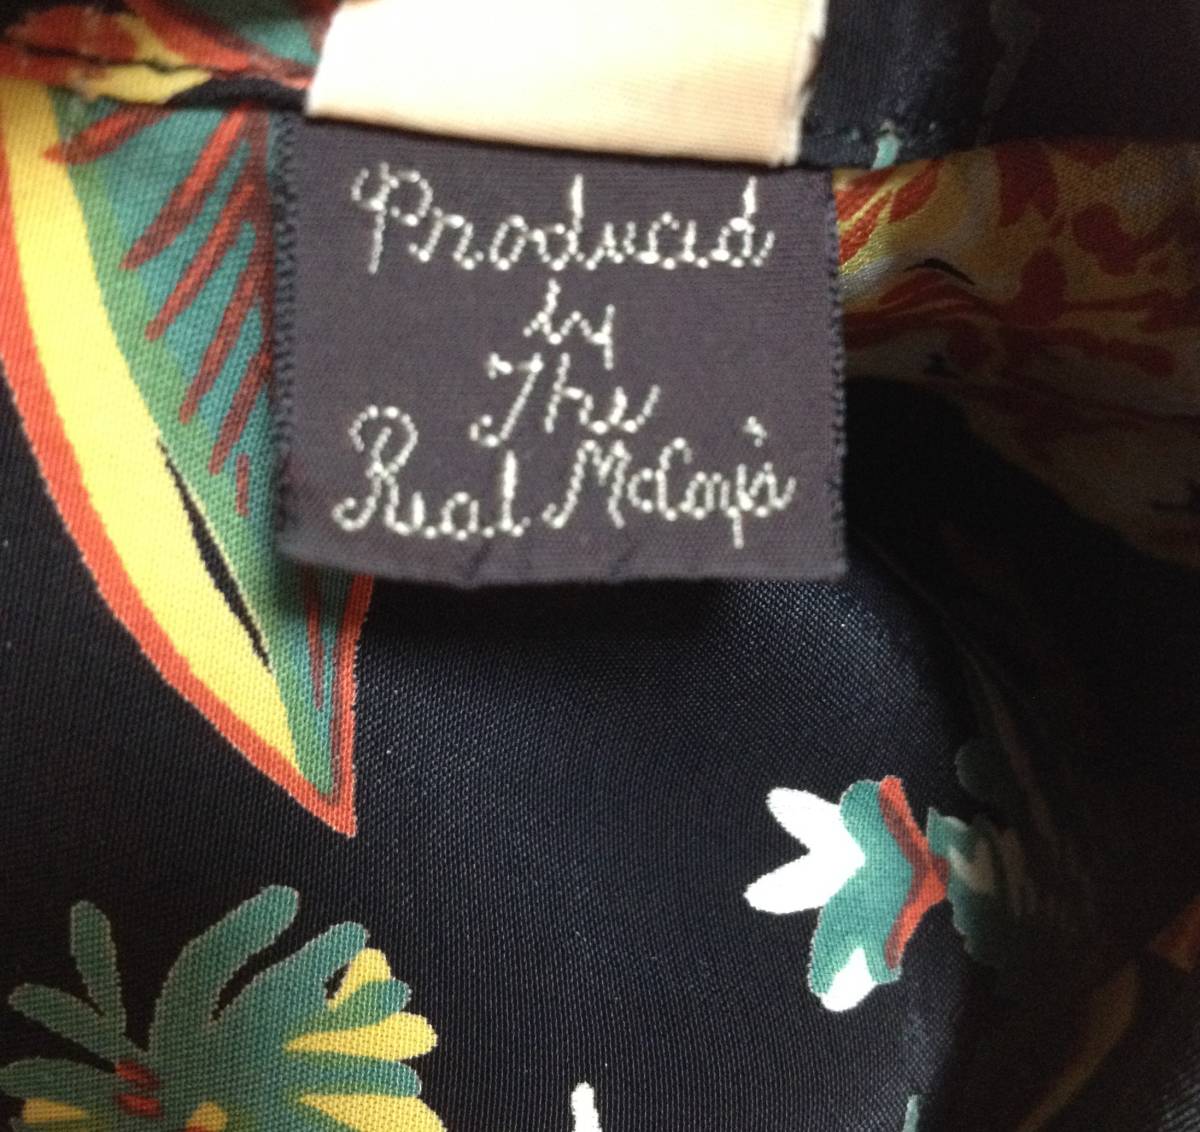 Produced
by
The
Real McCoy's